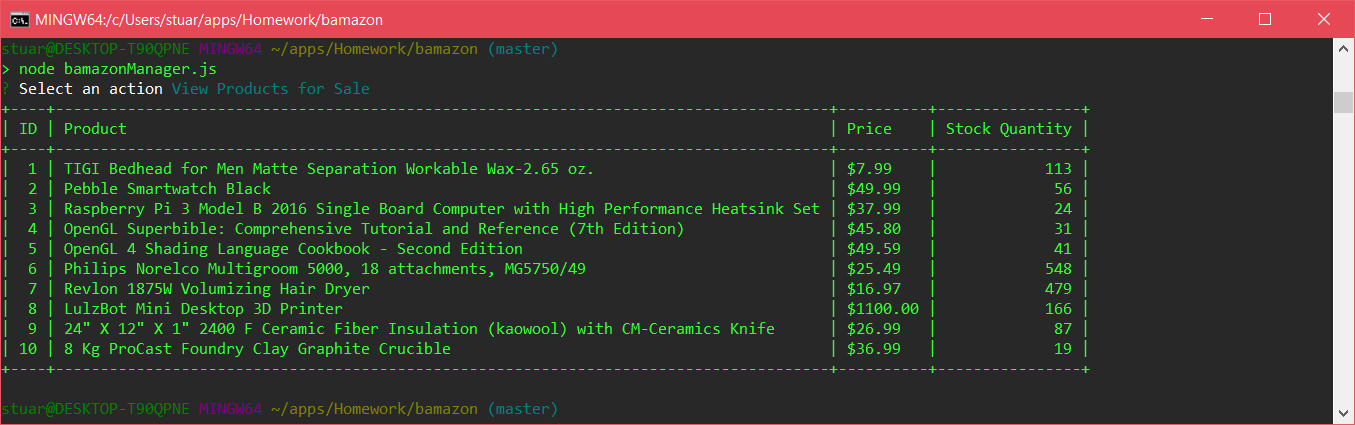 MINGW64:/c/Users/stuar/apps/Homework/bamazon
stuar@DESKTOP-T90QPNE MINGW64 ~/apps/Homework/bamazon (master)
> node bamazonManager.js
? Select an action View Products for Sale
+----+--------------------------------------------------------------------------------------+----------+----------------+
| ID | Product                                                                              | Price    | Stock Quantity |
+----+--------------------------------------------------------------------------------------+----------+----------------+
|  1 | TIGI Bedhead for Men Matte Separation Workable Wax-2.65 oz.                          | $7.99    |            113 |
|  2 | Pebble Smartwatch Black                                                              | $49.99   |             56 |
|  3 | Raspberry Pi 3 Model B 2016 Single Board Computer with High Performance Heatsink Set | $37.99   |             24 |
|  4 | OpenGL Superbible: Comprehensive Tutorial and Reference (7th Edition)                | $45.80   |             31 |
|  5 | OpenGL 4 Shading Language Cookbook - Second Edition                                  | $49.59   |             41 |
|  6 | Philips Norelco Multigroom 5000, 18 attachments, MG5750/49                           | $25.49   |            548 |
|  7 | Revlon 1875W Volumizing Hair Dryer                                                   | $16.97   |            479 |
|  8 | LulzBot Mini Desktop 3D Printer                                                      | $1100.00 |            166 |
|  9 | 24" X 12" X 1" 2400 F Ceramic Fiber Insulation (kaowool) with CM-Ceramics Knife      | $26.99   |             87 |
| 10 | 8 Kg ProCast Foundry Clay Graphite Crucible                                          | $36.99   |             19 |
+----+--------------------------------------------------------------------------------------+----------+----------------+
stuar@DESKTOP-T90QPNE MINGW64 ~/apps/Homework/bamazon (master)